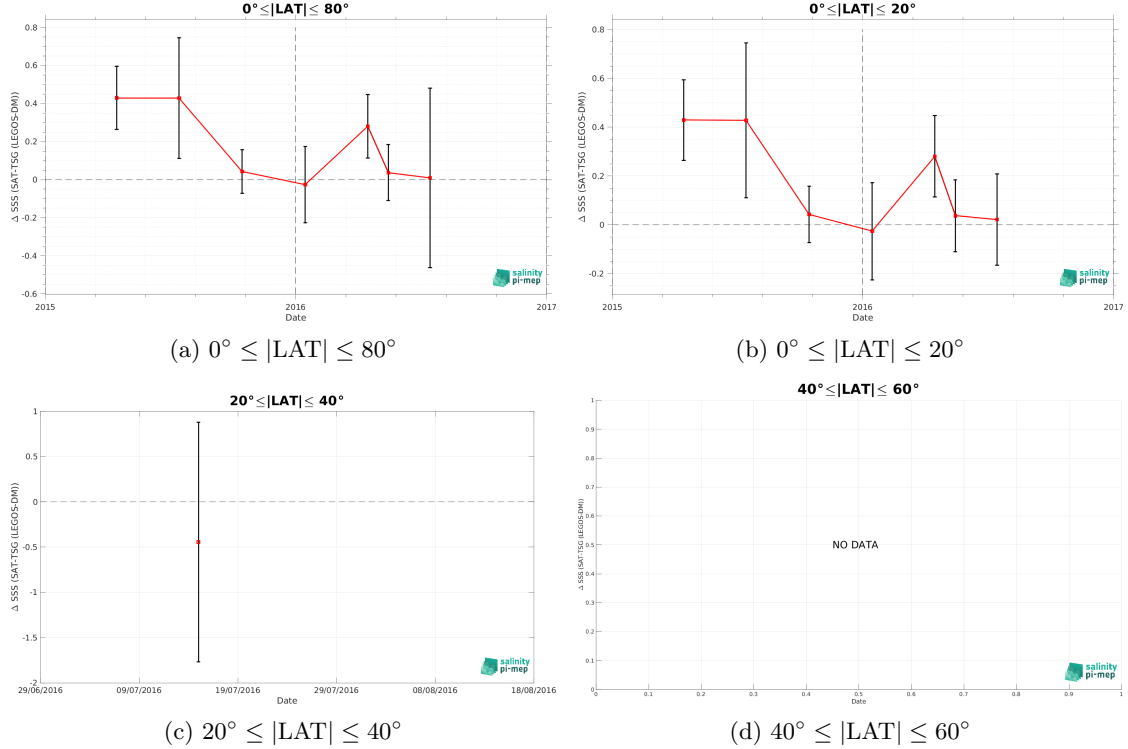 0°≤|LAT|≤ 80°
Δ SSS (SAT-TSG (LEGOS-DM))
0.8
0.6
0.4
0.2
0
-0.2
-0.4
-0.6
2015
2016
2017
Date
salinity
pi-mep
(a) 0° ≤ |LAT| ≤ 80°
0°≤|LAT|≤ 20°
Δ SSS (SAT-TSG (LEGOS-DM))
0.8
0.6
0.4
0.2
0
-0.2
2015
2016
2017
Date
salinity
pi-mep
(b) 0° ≤ |LAT| ≤ 20°
20°≤|LAT|≤ 40°
Δ SSS (SAT-TSG (LEGOS-DM))
1
0.5
0
-0.5
-1
-1.5
-2
29/06/2016
09/07/2016
19/07/2016
29/07/2016
08/08/2016
18/08/2016
Date
salinity
pi-mep
(c) 20° ≤ |LAT| ≤ 40°
40°≤|LAT|≤ 60°
Δ SSS (SAT-TSG (LEGOS-DM))
1
0.9
0.8
0.7
0.6
0.5
0.4
0.3
0.2
0.1
0
NO DATA
0
0.1
0.2
0.3
0.4
0.5
0.6
0.7
0.8
0.9
1
Date
salinity
pi-mep
(d) 40° ≤ |LAT| ≤ 60°